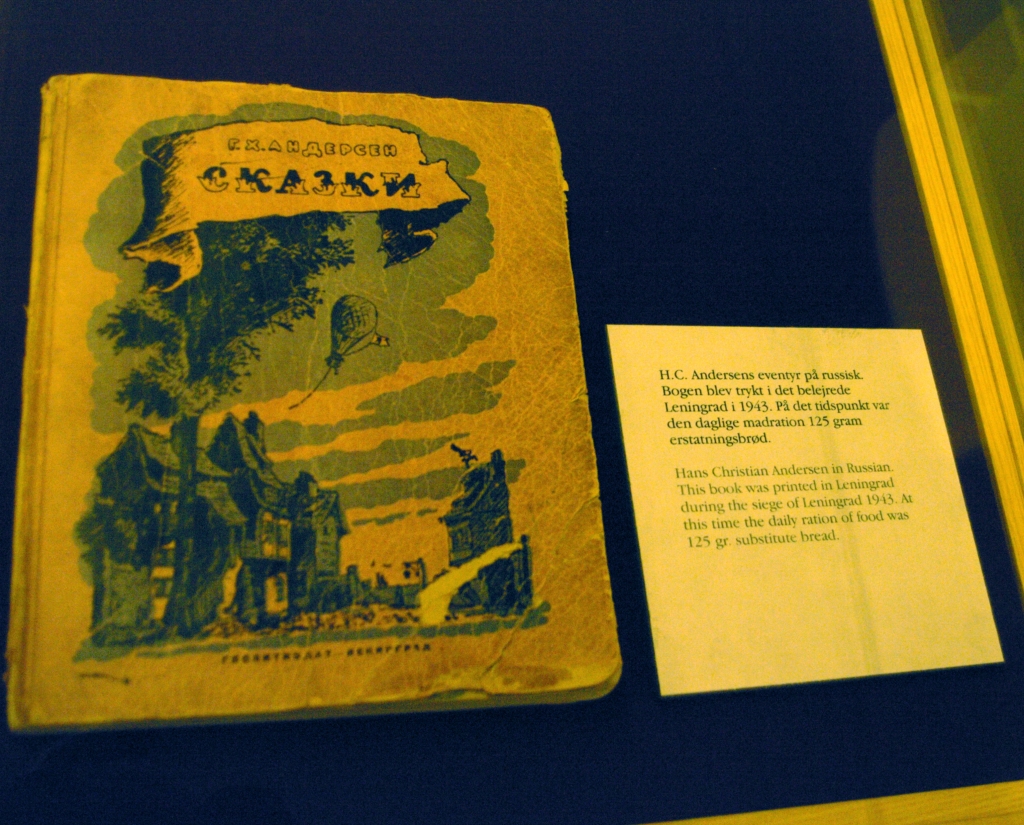 Г.Х. АНДЕРСЕН
СКАЗКИ
ГОСЛИТИЗДАТ ЛЕНИНГРАД
H.C. Andersens eventyr på russisk.
Bogen blev trykt i det belejrede
Leningrad i 1943. På det tidspunkt var
den daglige madration 125 gram
erstatningsbrød.
Hans Christian Andersen in Russian.
This book was printed in Leningrad
during the siege of Leningrad 1943. At
this time the daily ration of food was
125 gr. substitute bread.